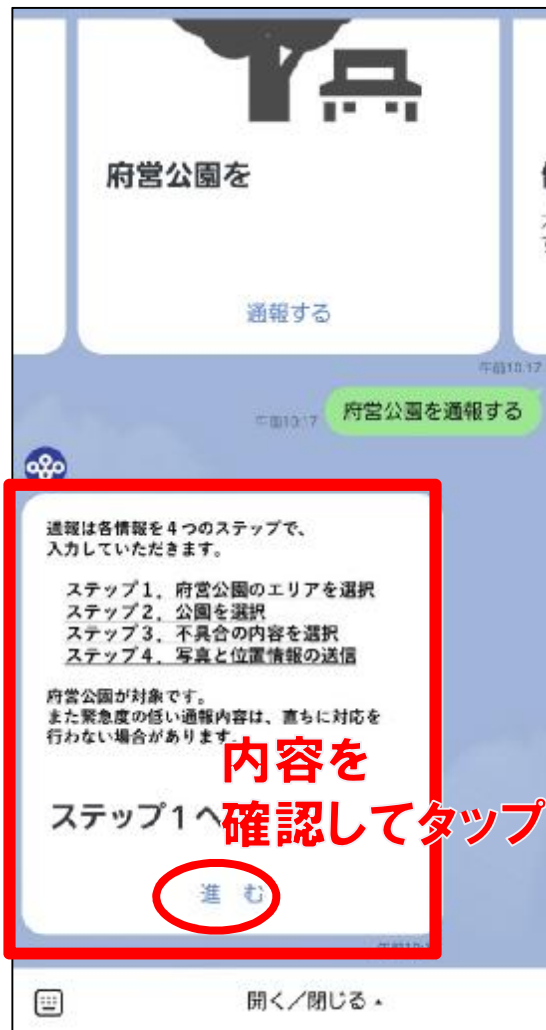 府営公園を
通報する
午前10:17
午前10:17
府営公園を通報する
通報は各情報を4つのステップで、
入力していただきます。
ステップ1．府営公園のエリアを選択
ステップ2．公園を選択
ステップ3．不具合の内容を選択
ステップ4．写真と位置情報の送信
府営公園が対象です。
また緊急度の低い通報内容は、直ちに対応を
行わない場合があります。
内容を
ステップ1へ
確認してタップ
進 む
開く／閉じる